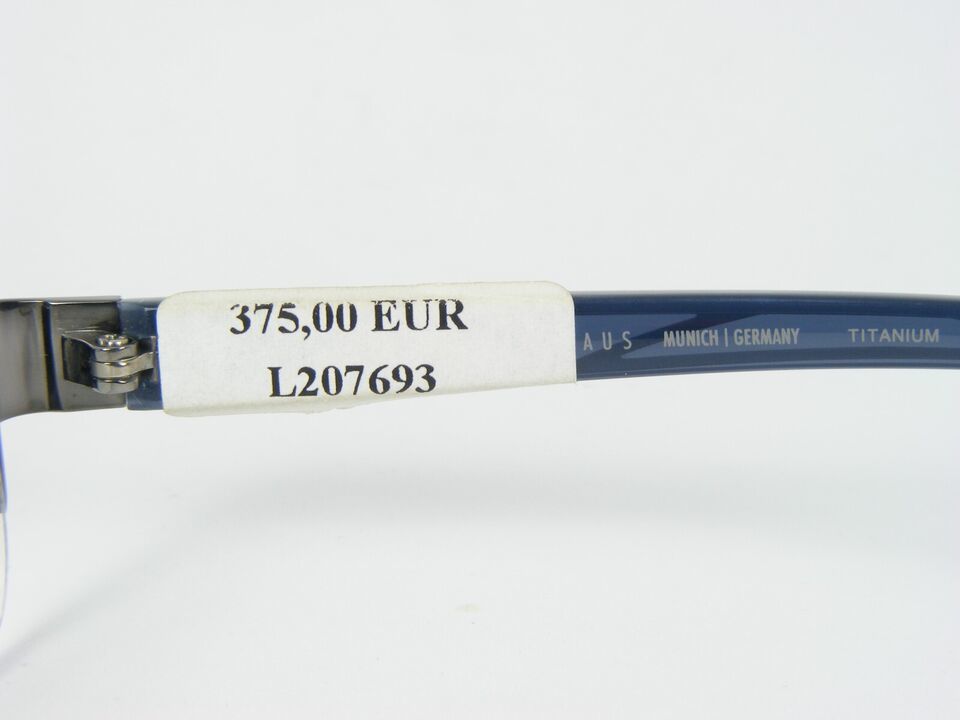 375,00 EUR
L207693
AUS MUNICH | GERMANY TITANIUM